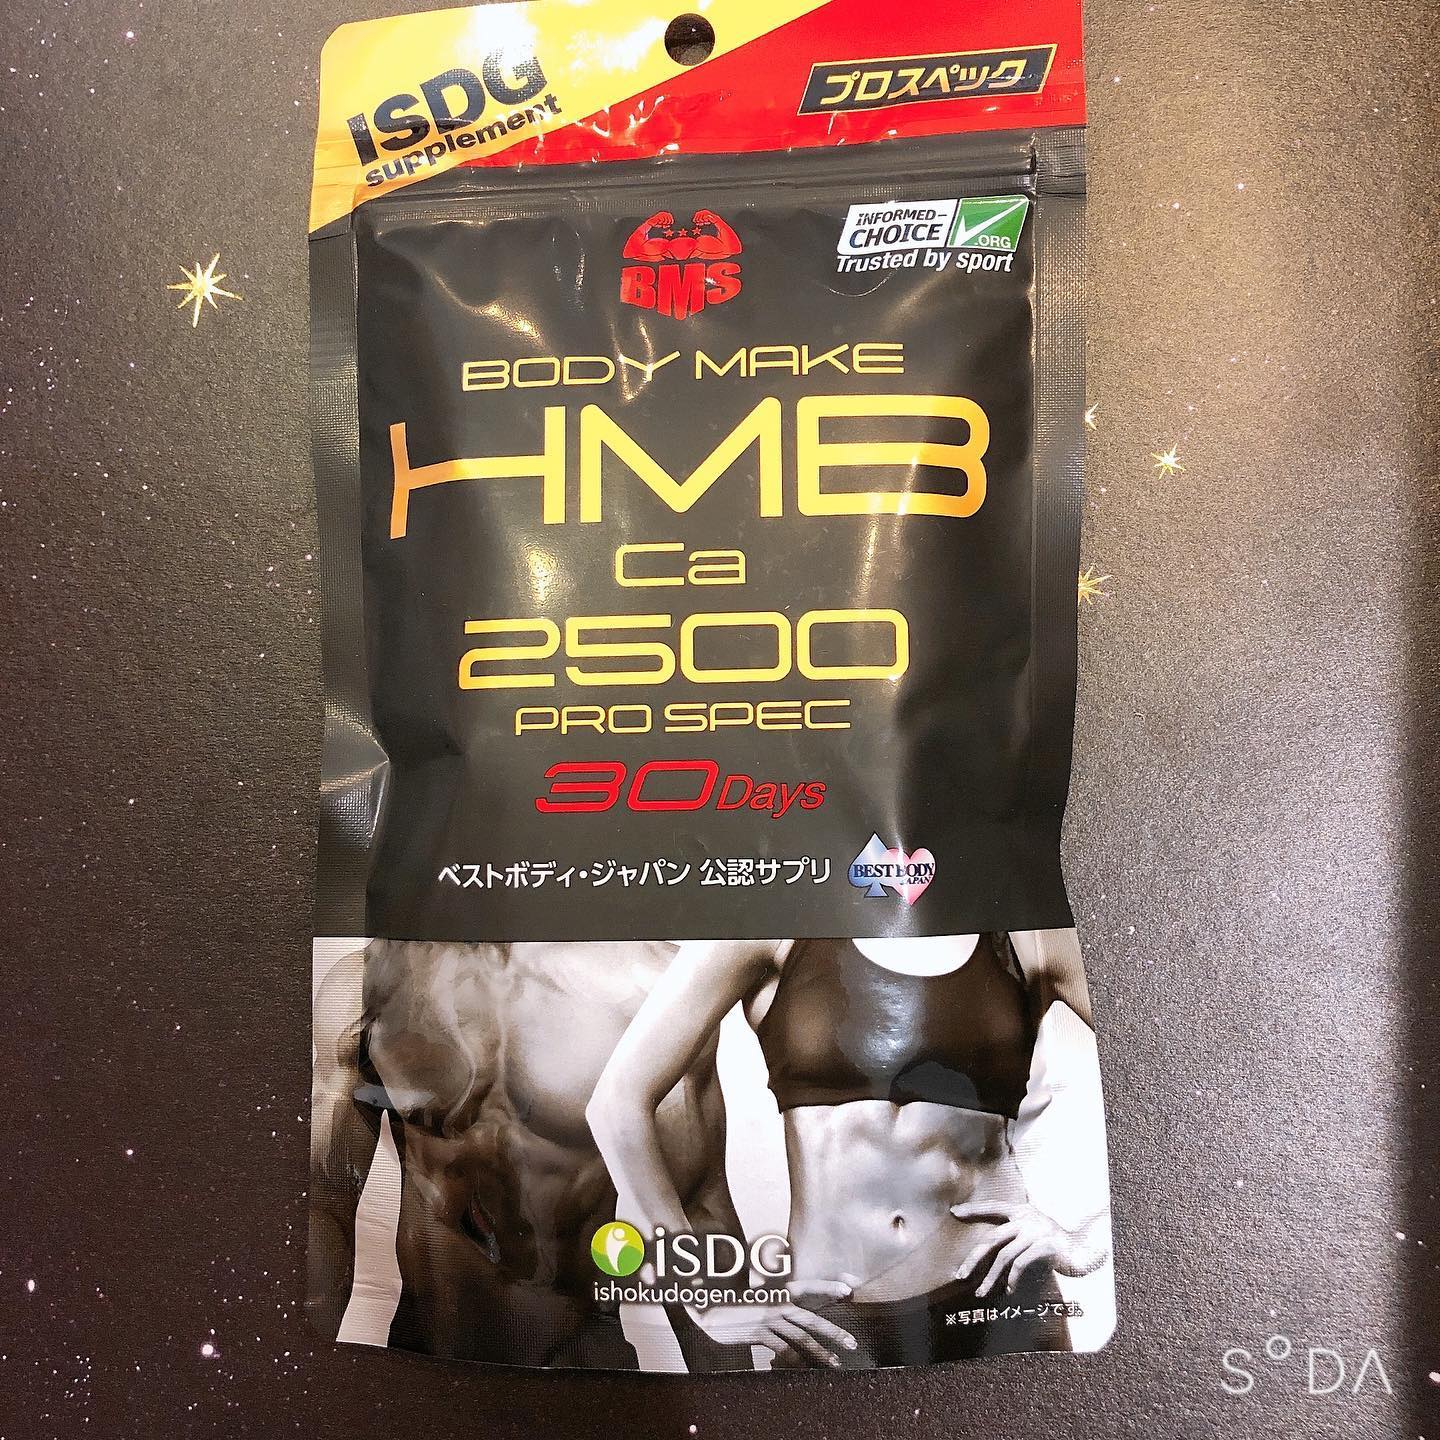 ISDG
supplement
プロスペック
INFORMED-
CHOICE
.ORG
Trusted by sport
BMS
BODY MAKE
HMB
Ca
2500
PRO SPEC
30Days
ベストボディ・ジャパン 公認サプリ
BEST BODY
JAPAN
iSDG
ishokudogen.com
※写真はイメージです。
SODA